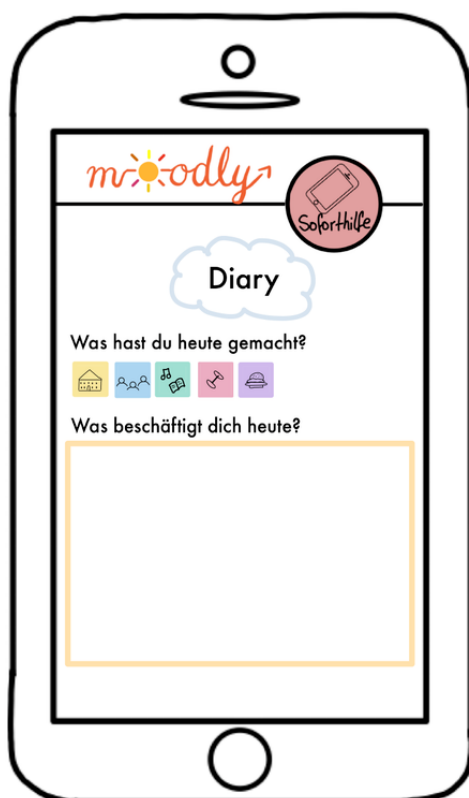 moodly
Soforthilfe
Diary
Was hast du heute gemacht?
Was beschäftigt dich heute?